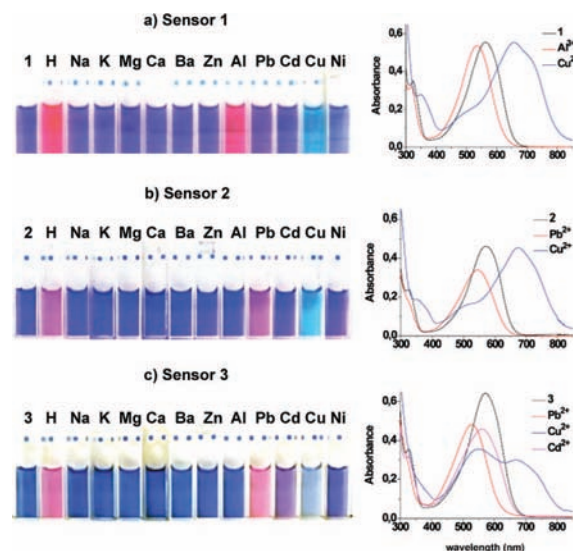 a) Sensor 1
1 H Na K Mg Ca Ba Zn Al Pb Cd Cu Ni
Absorbance
0,6
0,4
0,2
0,0
300 400 500 600 700 800
1
Al³⁺
Cu²⁺
b) Sensor 2
2 H Na K Mg Ca Ba Zn Al Pb Cd Cu Ni
Absorbance
0,6
0,4
0,2
0,0
300 400 500 600 700 800
2
Pb²⁺
Cu²⁺
c) Sensor 3
3 H Na K Mg Ca Ba Zn Al Pb Cd Cu Ni
Absorbance
0,6
0,4
0,2
0,0
300 400 500 600 700 800
wavelength (nm)
3
Pb²⁺
Cu²⁺
Cd²⁺